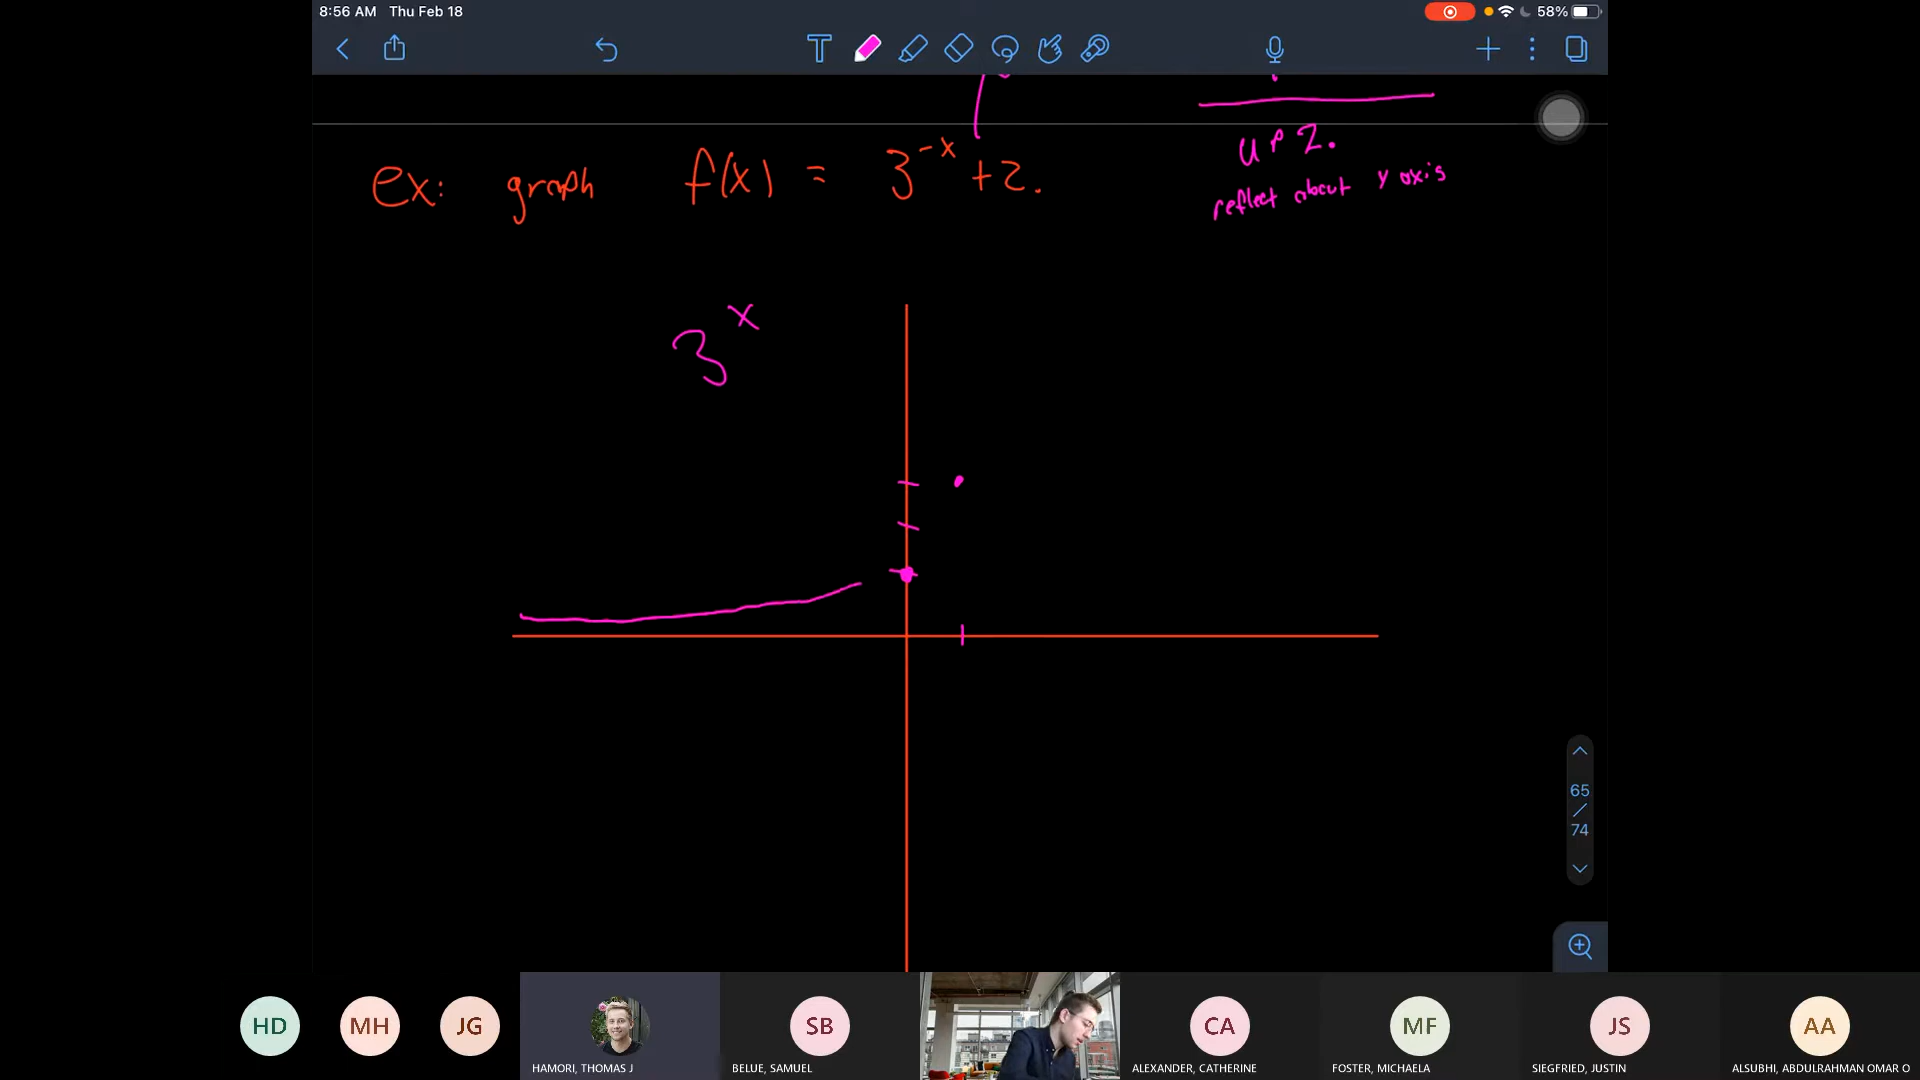 8:56 AM Thu Feb 18
58%
T
up 2.
ex: graph f(x) = 3^-x +2.
reflect about y axis
3^x
65
/
74
HD
MH
JG
SB
CA
MF
JS
AA
HAMORI, THOMAS J
BELUE, SAMUEL
ALEXANDER, CATHERINE
FOSTER, MICHAELA
SIEGFRIED, JUSTIN
ALSUBHI, ABDULRAHMAN OMAR O